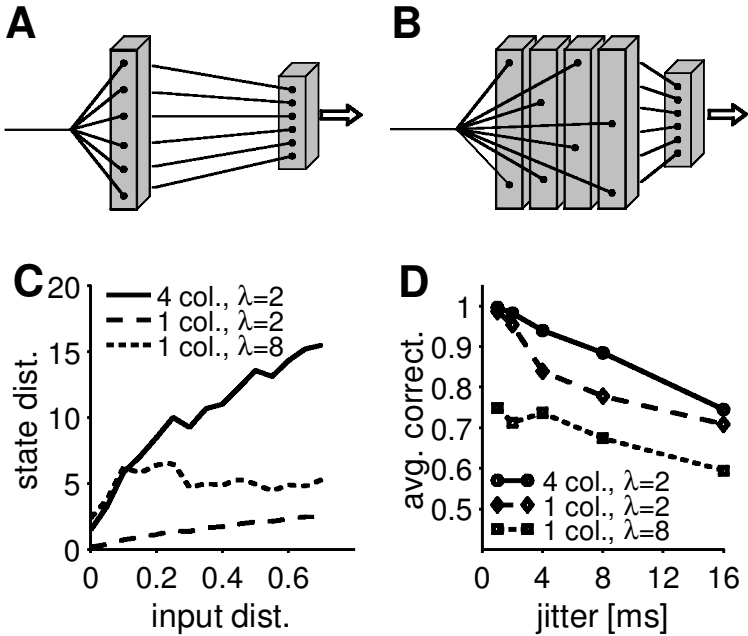 A
B
C
20
15
10
5
0
state dist.
4 col., λ=2
1 col., λ=2
1 col., λ=8
0
0.2
0.4
0.6
input dist.
D
1
0.9
0.8
0.7
0.6
0.5
avg. correct.
4 col., λ=2
1 col., λ=2
1 col., λ=8
0
4
8
12
16
jitter [ms]